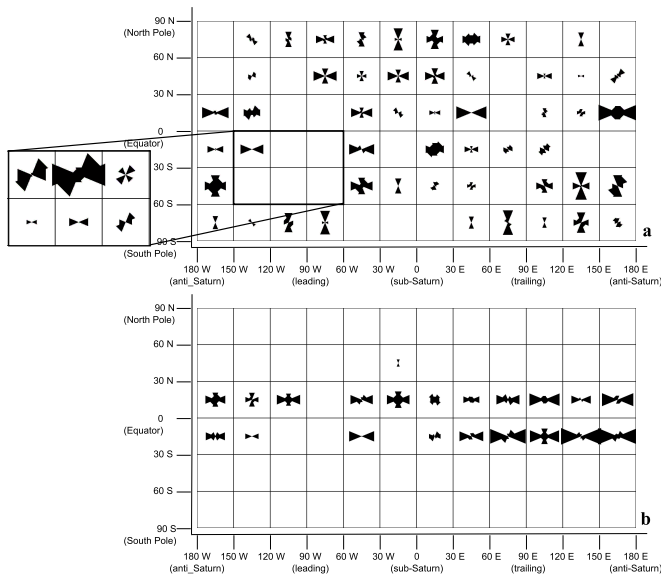 90 N
(North Pole)
60 N
30 N
0
(Equator)
30 S
60 S
90 S
(South Pole)
a
180 W 150 W 120 W 90 W 60 W 30 W 0 30 E 60 E 90 E 120 E 150 E 180 E
(anti_Saturn) (leading) (sub-Saturn) (trailing) (anti-Saturn)
90 N
(North Pole)
60 N
30 N
0
(Equator)
30 S
60 S
90 S
(South Pole)
b
180 W 150 W 120 W 90 W 60 W 30 W 0 30 E 60 E 90 E 120 E 150 E 180 E
(anti_Saturn) (leading) (sub-Saturn) (trailing) (anti-Saturn)